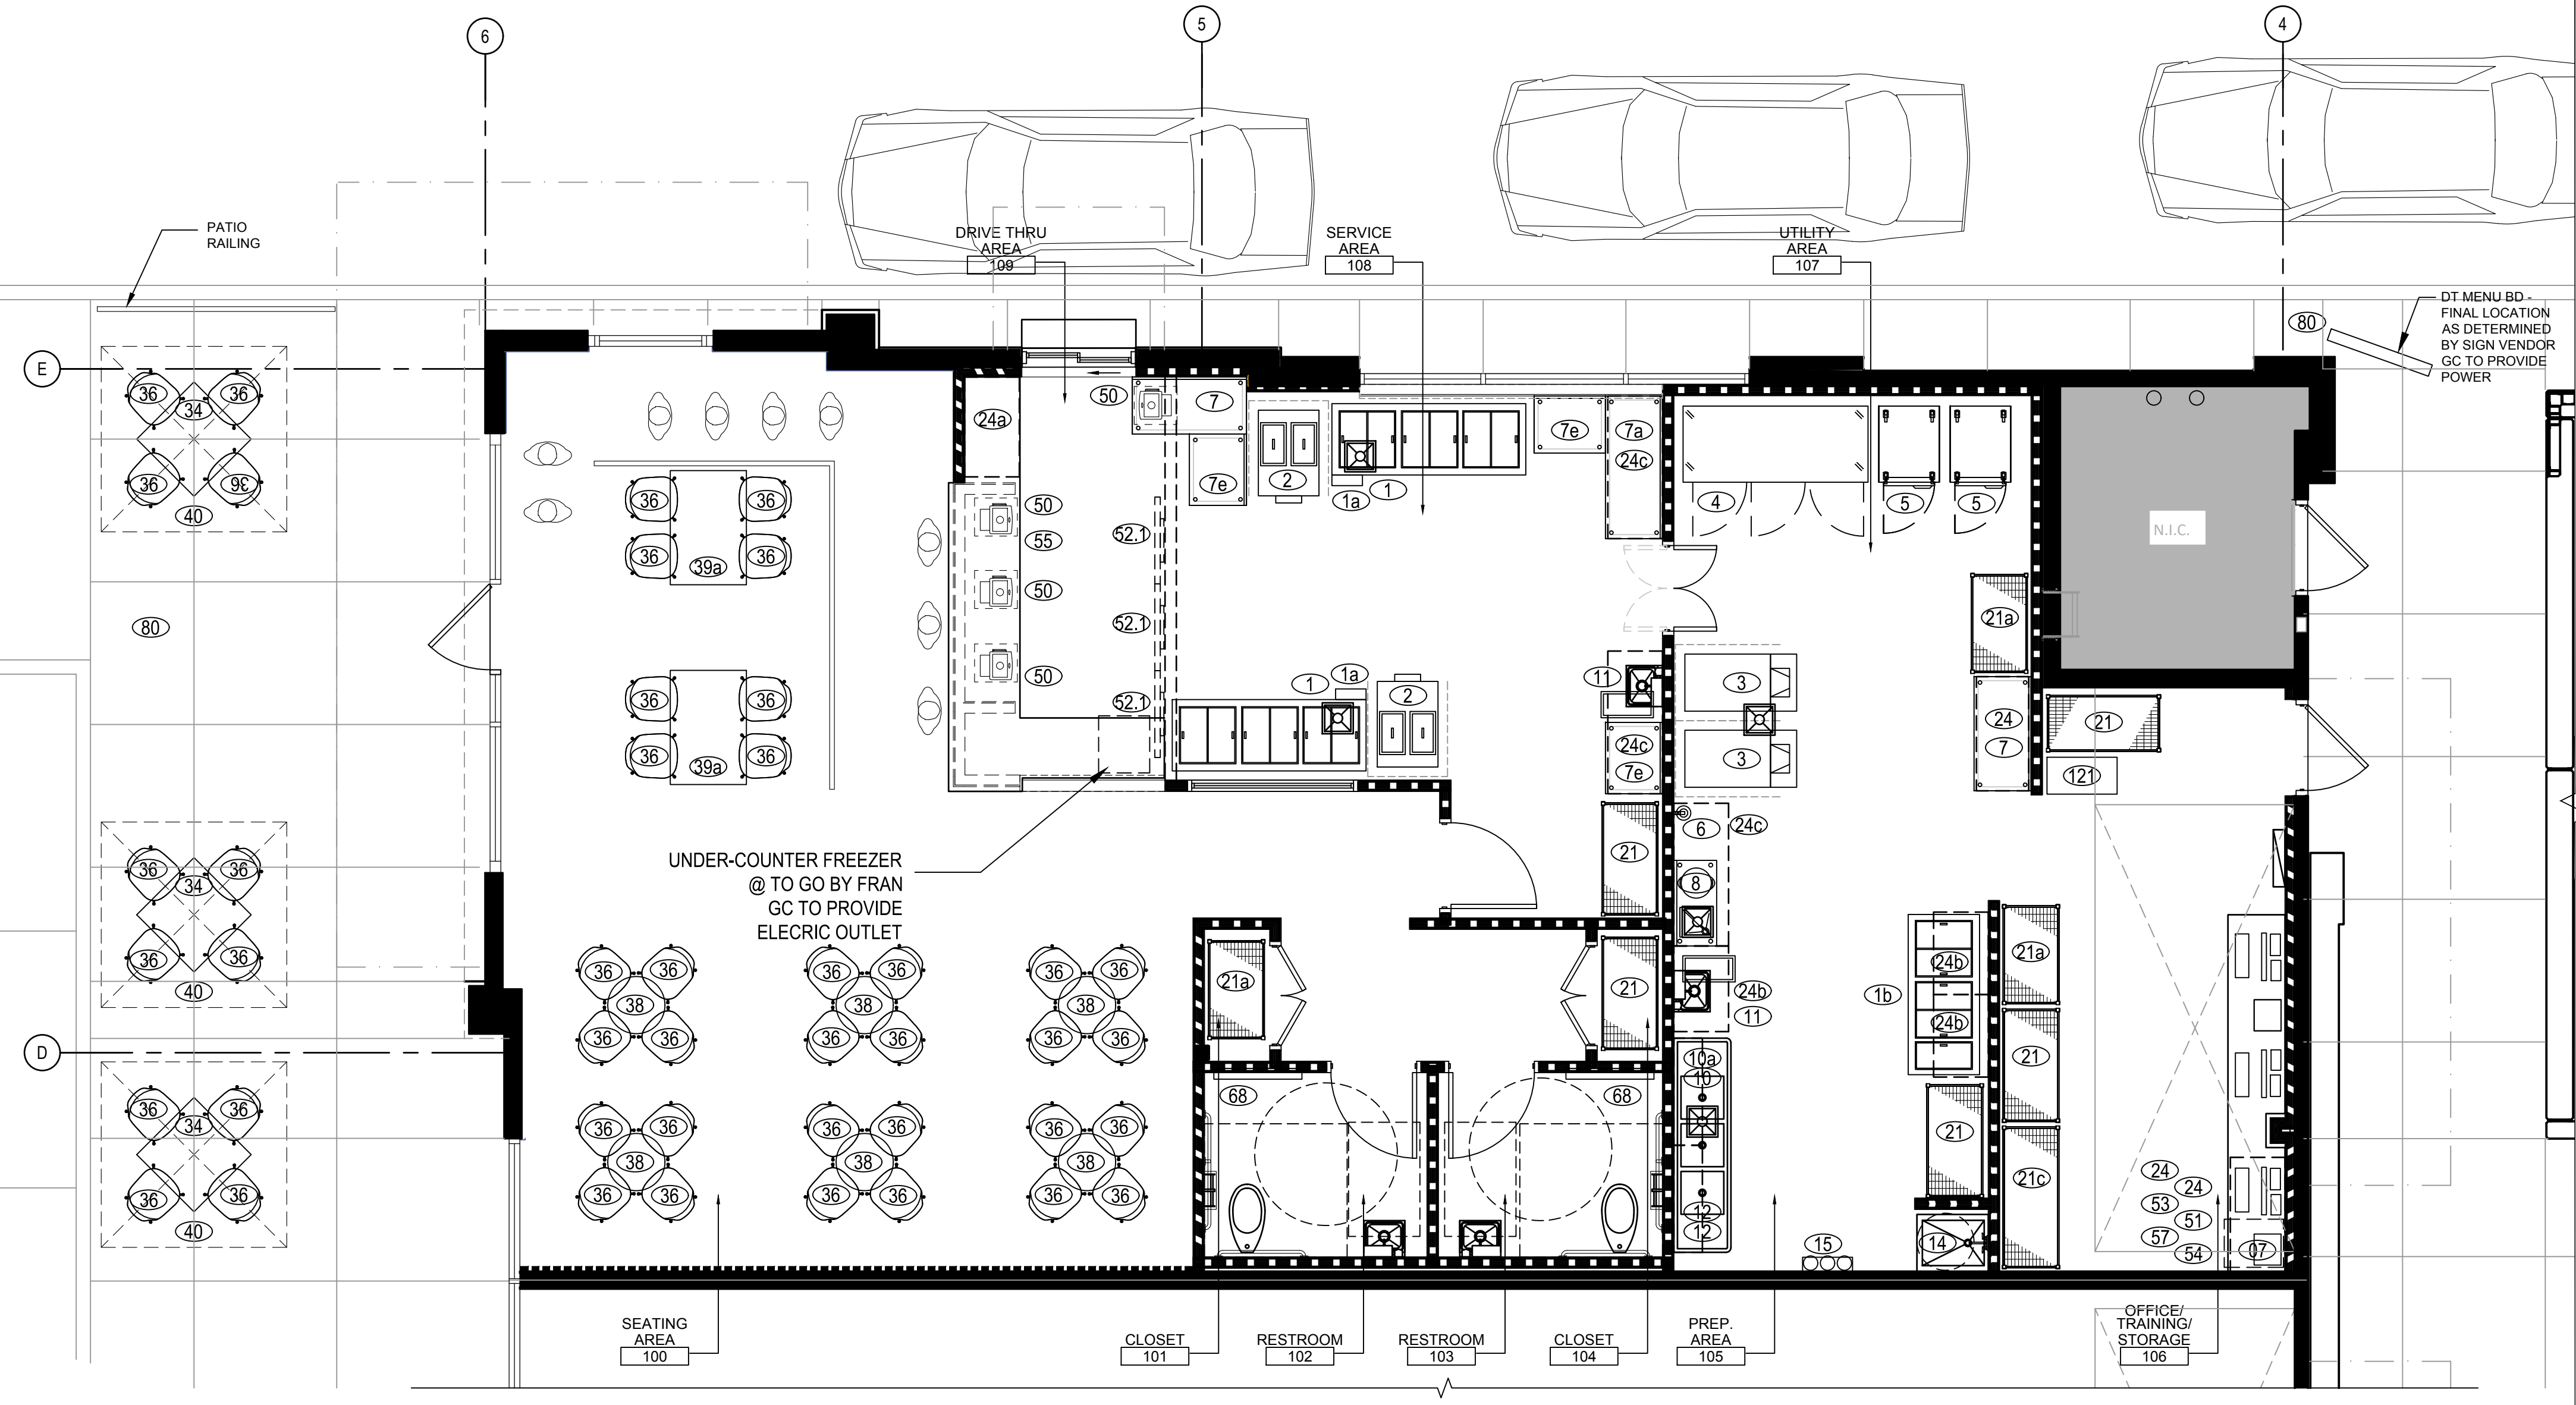 6
5
4
PATIO
RAILING
DRIVE THRU
AREA
109
SERVICE
AREA
108
UTILITY
AREA
107
DT MENU BD -
FINAL LOCATION
AS DETERMINED
BY SIGN VENDOR
GC TO PROVIDE
POWER
80
E
36
36
34
36
36
40
80
36
36
36
36
39a
36
36
36
36
39a
24a
50
7
7e
2
1a
1
7e
7a
24c
4
5
5
N.I.C.
50
55
50
50
52.1
52.1
52.1
1
1a
2
11
24c
7e
3
3
21a
24
7
21
121
UNDER-COUNTER FREEZER
@ TO GO BY FRAN
GC TO PROVIDE
ELECRIC OUTLET
36
36
34
36
36
40
21
6
24c
8
D
36
36
38
36
36
36
36
38
36
36
36
36
38
36
36
21a
21
24b
11
1b
24b
24b
21a
21
36
36
34
36
36
40
36
36
38
36
36
36
36
38
36
36
36
36
38
36
36
68
68
10a
10
12
12
21
21c
15
14
24
24
53
51
57
54
07
SEATING
AREA
100
CLOSET
101
RESTROOM
102
RESTROOM
103
CLOSET
104
PREP.
AREA
105
OFFICE/
TRAINING/
STORAGE
106